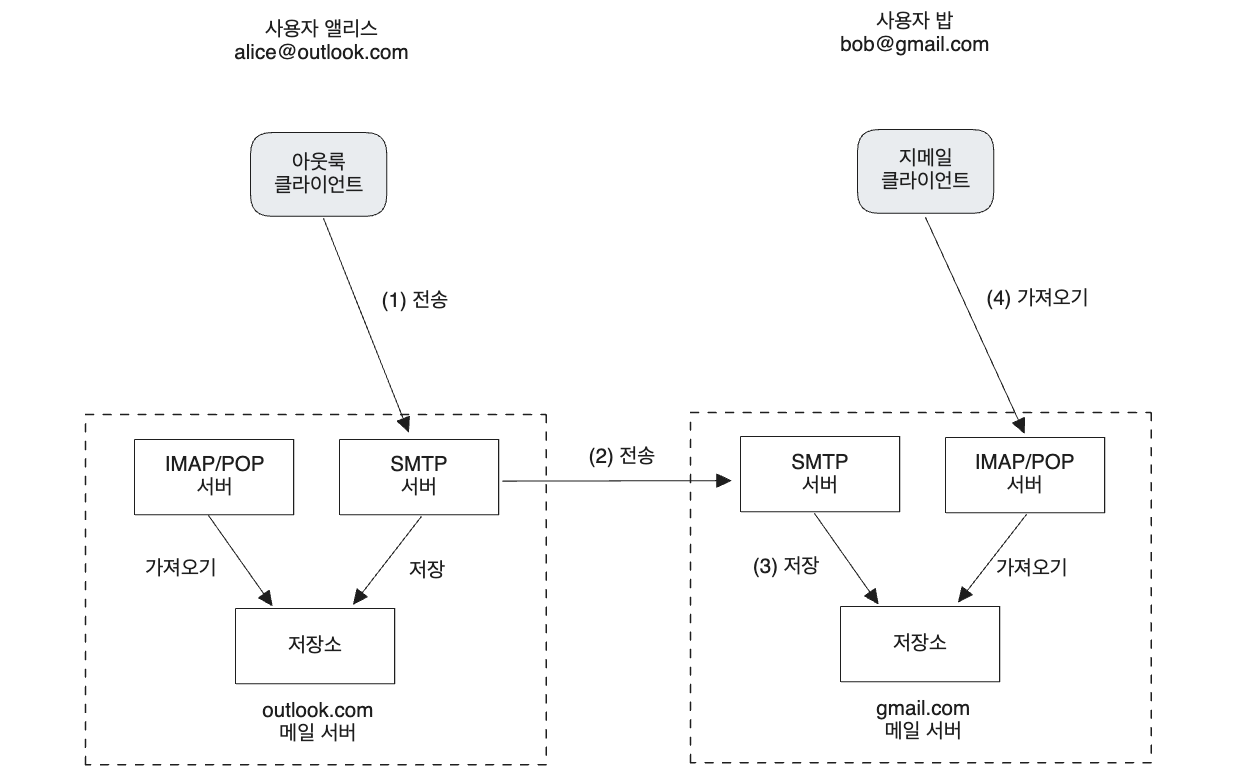 사용자 앨리스
alice@outlook.com
사용자 밥
bob@gmail.com
아웃룩
클라이언트
지메일
클라이언트
(1) 전송
(4) 가져오기
IMAP/POP
서버
SMTP
서버
(2) 전송
SMTP
서버
IMAP/POP
서버
가져오기
저장
(3) 저장
가져오기
저장소
저장소
outlook.com
메일 서버
gmail.com
메일 서버